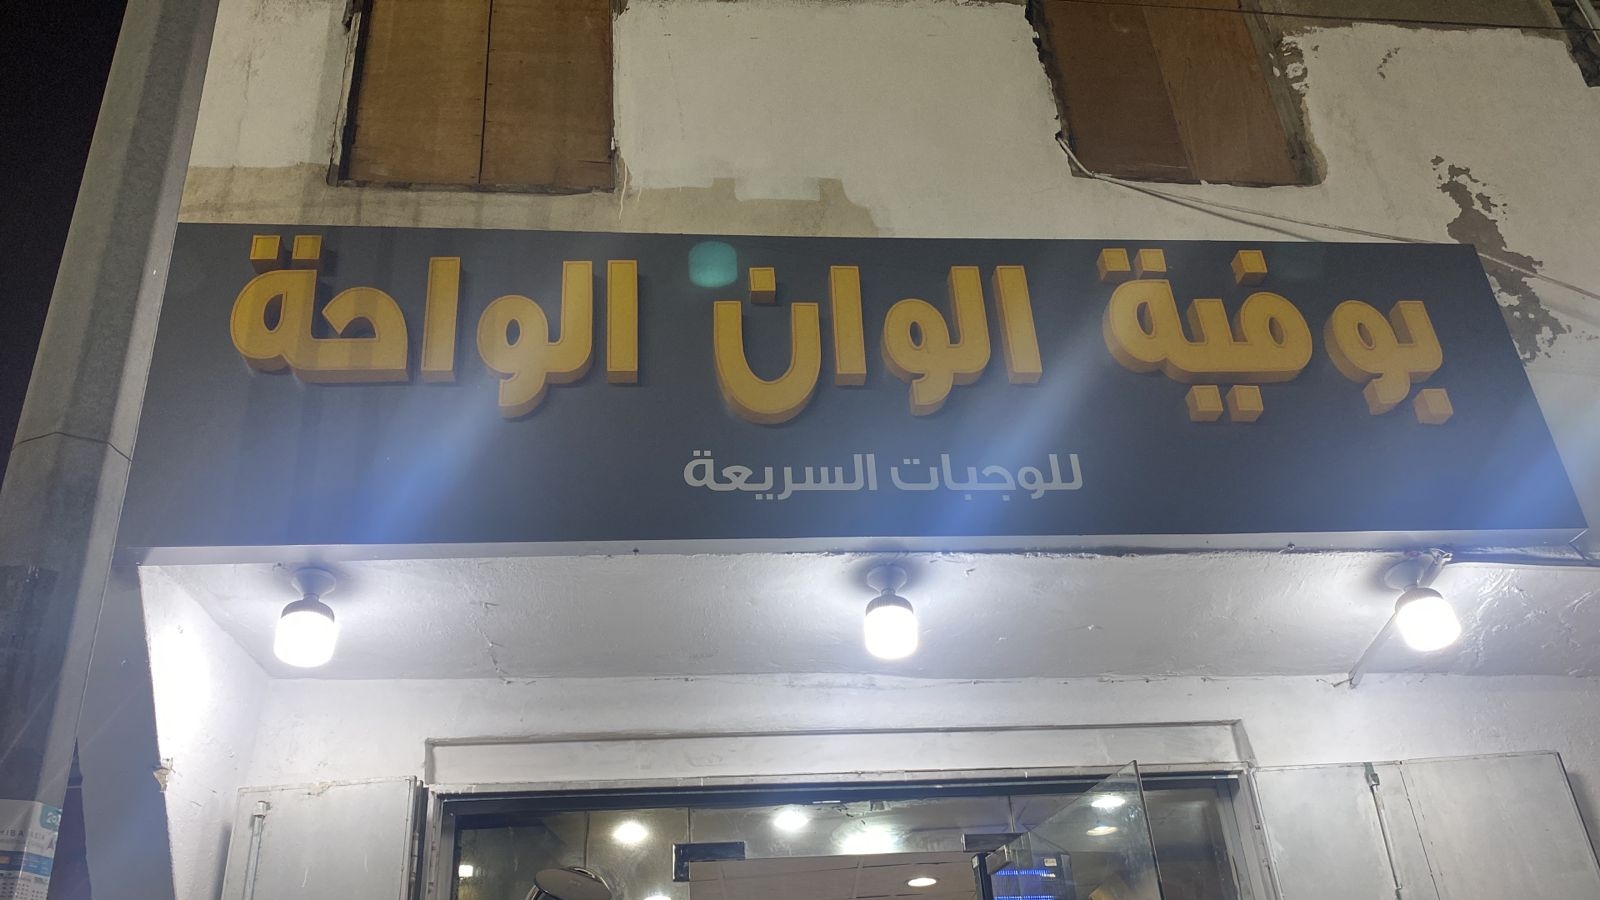 بوفية الوان الواحة
للوجبات السريعة